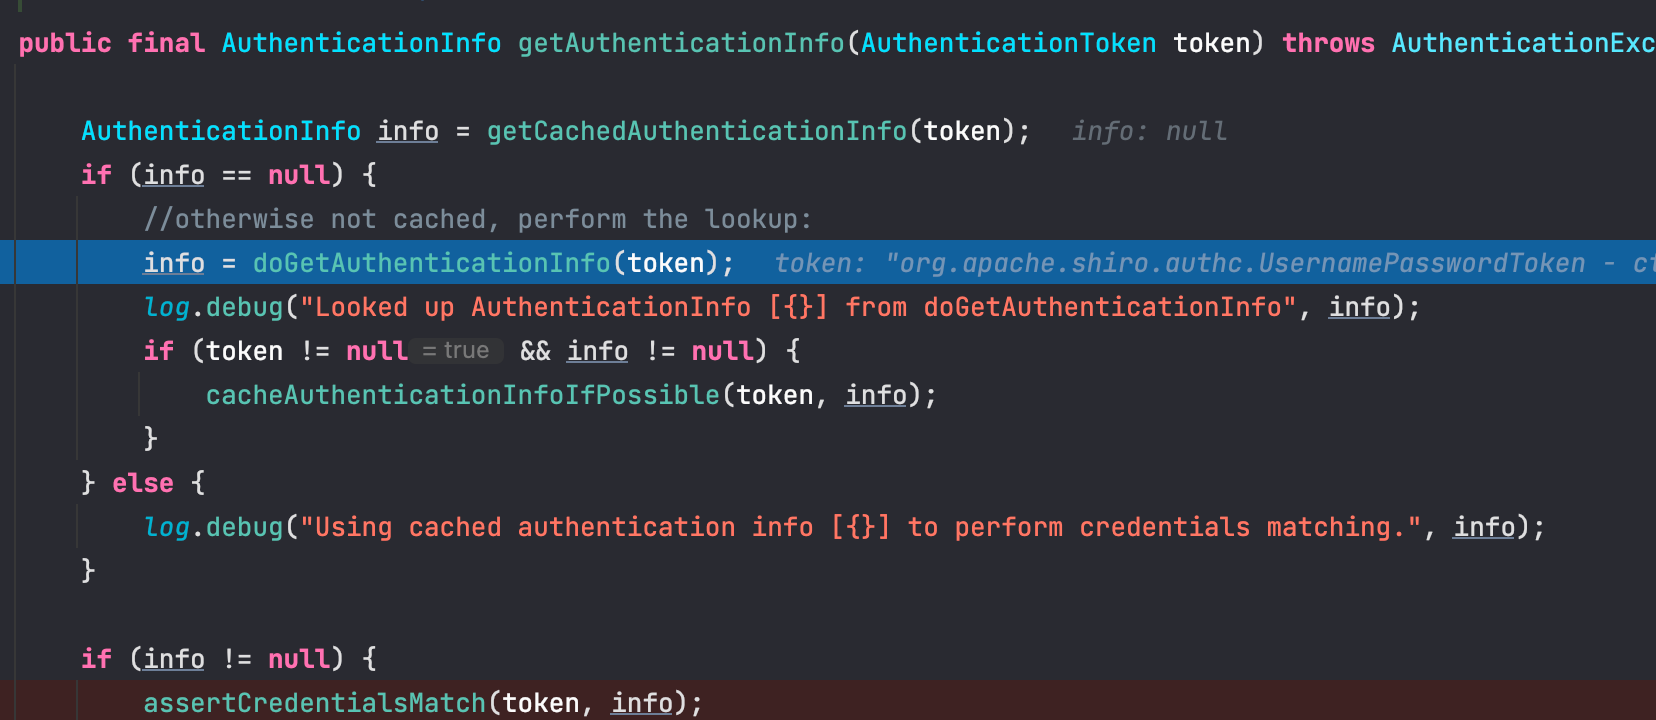 public final AuthenticationInfo getAuthenticationInfo(AuthenticationToken token) throws AuthenticationExc
AuthenticationInfo info = getCachedAuthenticationInfo(token); info: null
if (info == null) {
//otherwise not cached, perform the lookup:
info = doGetAuthenticationInfo(token); token: "org.apache.shiro.authc.UsernamePasswordToken -
log.debug("Looked up AuthenticationInfo [{}] from doGetAuthenticationInfo", info);
if (token != null = true && info != null) {
cacheAuthenticationInfoIfPossible(token, info);
}
} else {
log.debug("Using cached authentication info [{}] to perform credentials matching.", info);
}
if (info != null) {
assertCredentialsMatch(token, info);